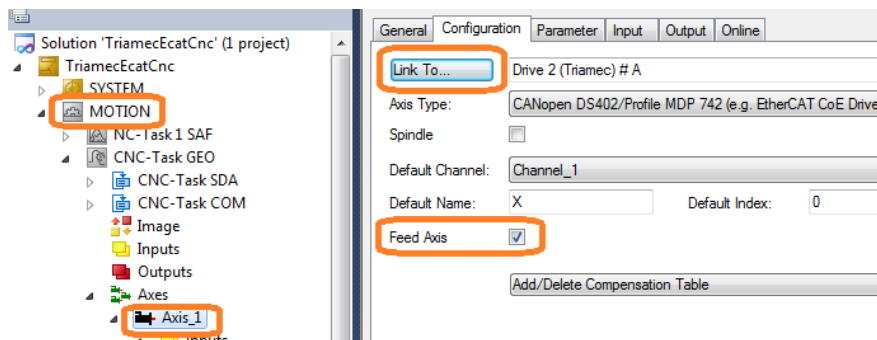 Solution 'TriamecEcatCnc' (1 project)
TriamecEcatCnc
SYSTEM
MOTION
NC-Task 1 SAF
CNC-Task GEO
CNC-Task SDA
CNC-Task COM
Image
Inputs
Outputs
Axes
Axis_1
Inputs
General Configuration Parameter Input Output Online
Link To... Drive 2 (Triamec) # A
Axis Type: CANopen DS402/Profile MDP 742 (e.g. EtherCAT CoE Drive
Spindle
Default Channel: Channel_1
Default Name: X Default Index: 0
Feed Axis
Add/Delete Compensation Table